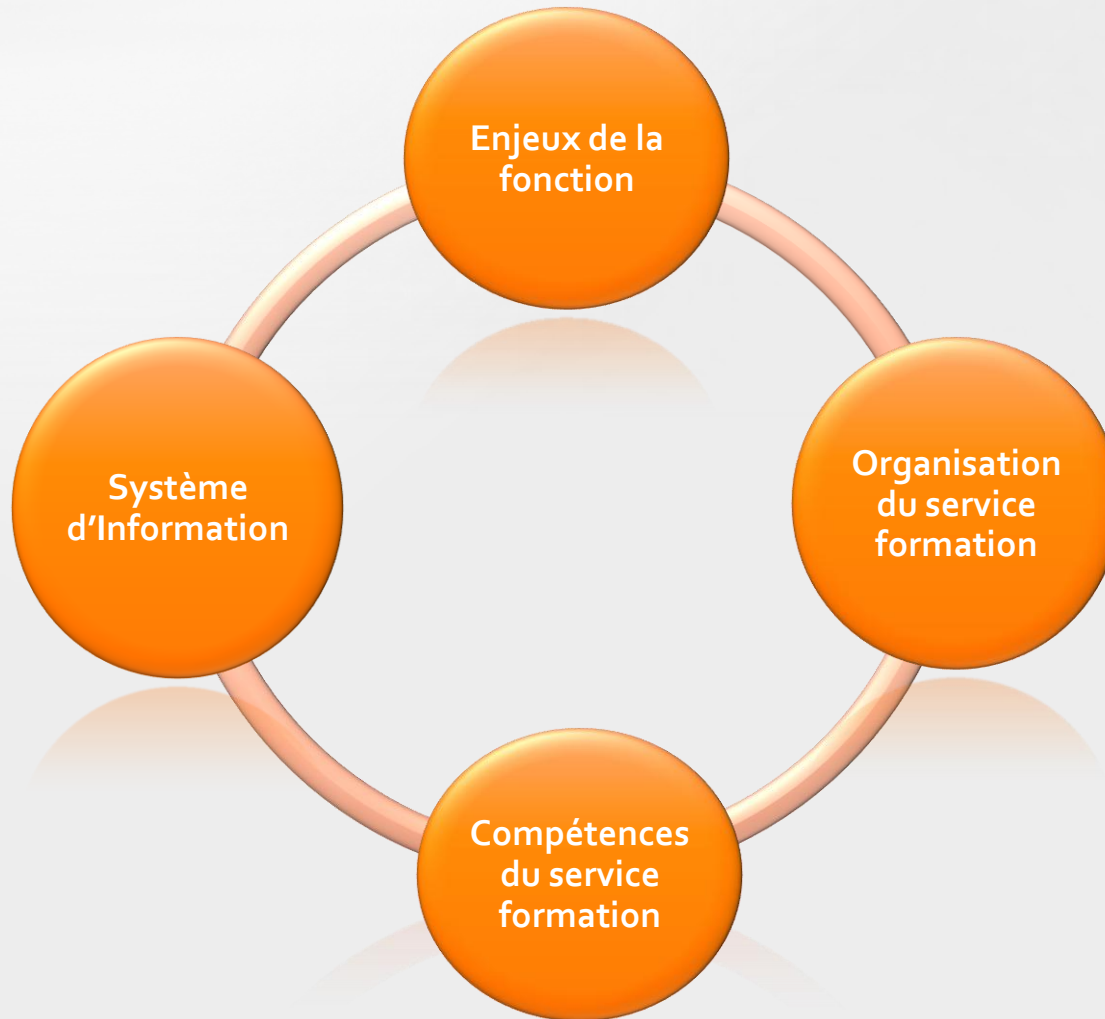 Enjeux de la
fonction
Organisation
du service
formation
Compétences
du service
formation
Système
d’Information